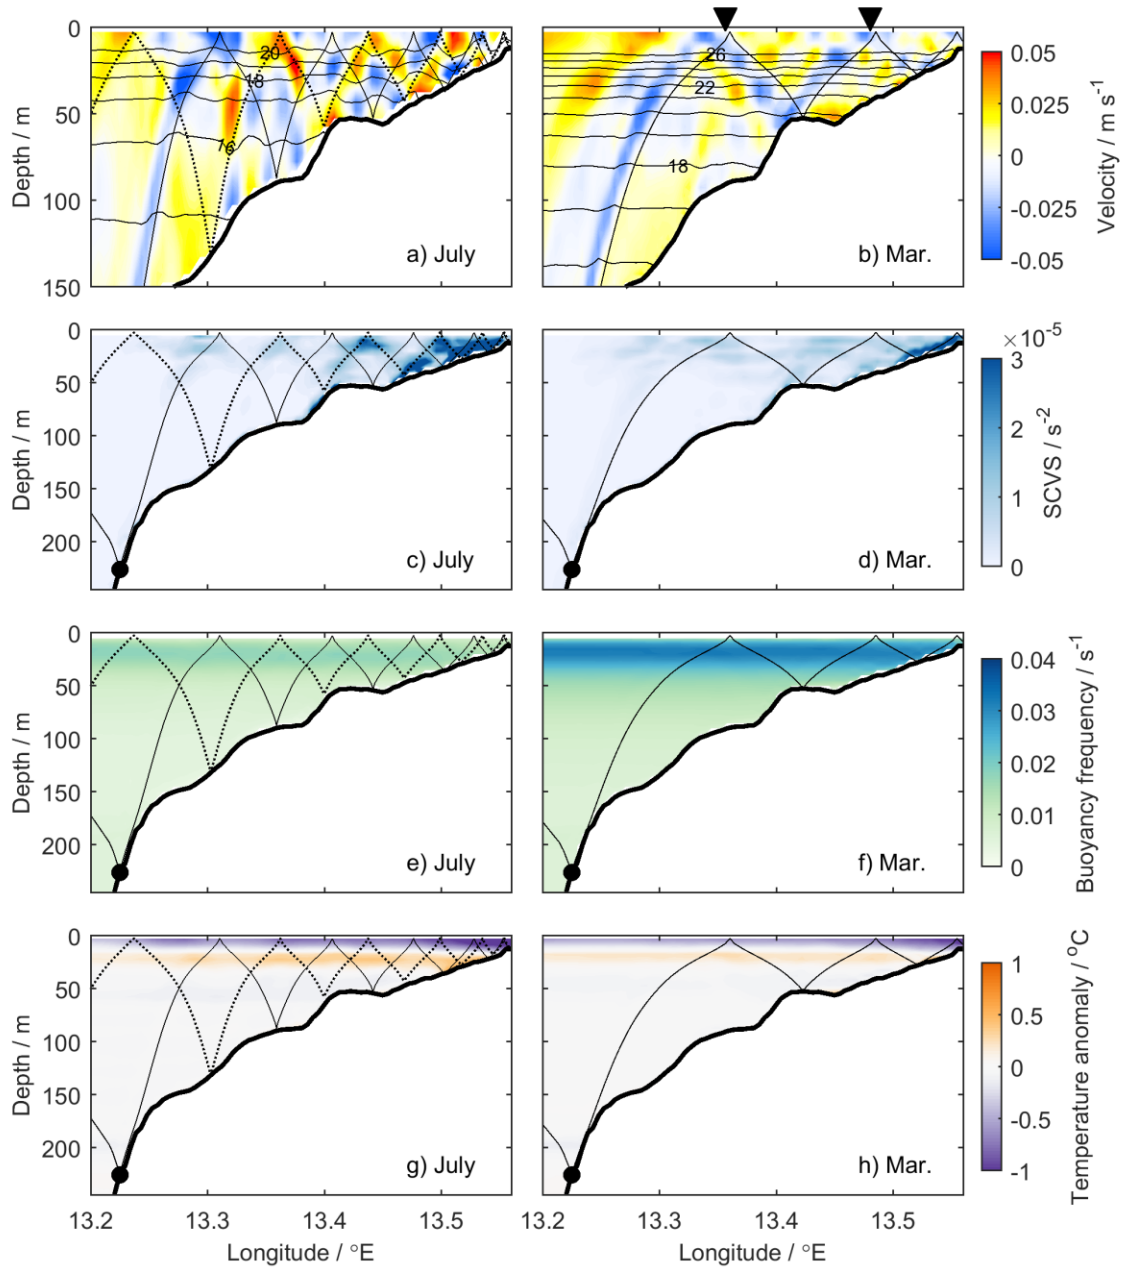 0
50
100
150
Depth / m
20
18
16
a) July
26
22
18
b) Mar.
0.05
0.025
0
-0.025
-0.05
Velocity / m s⁻¹
0
50
100
150
200
Depth / m
c) July
d) Mar.
×10⁻⁵
3
2
1
0
SCVS / s⁻²
0
50
100
150
200
Depth / m
e) July
f) Mar.
0.04
0.03
0.02
0.01
0
Buoyancy frequency / s⁻¹
0
50
100
150
200
Depth / m
g) July
h) Mar.
1
0.5
0
-0.5
-1
Temperature anomaly / °C
13.2 13.3 13.4 13.5
Longitude / °E
13.2 13.3 13.4 13.5
Longitude / °E